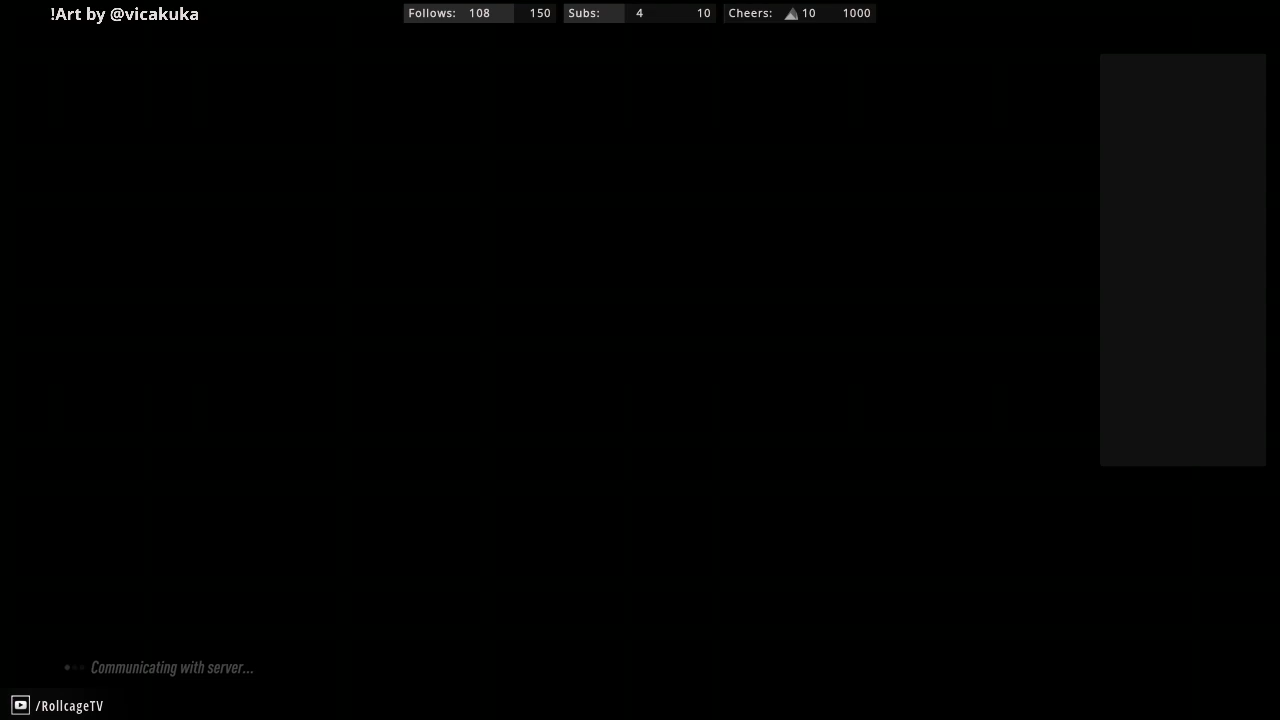 !Art by @vicakuka
Follows: 108 150 Subs: 4 10 Cheers: 10 1000
Communicating with server...
/RollcageTV